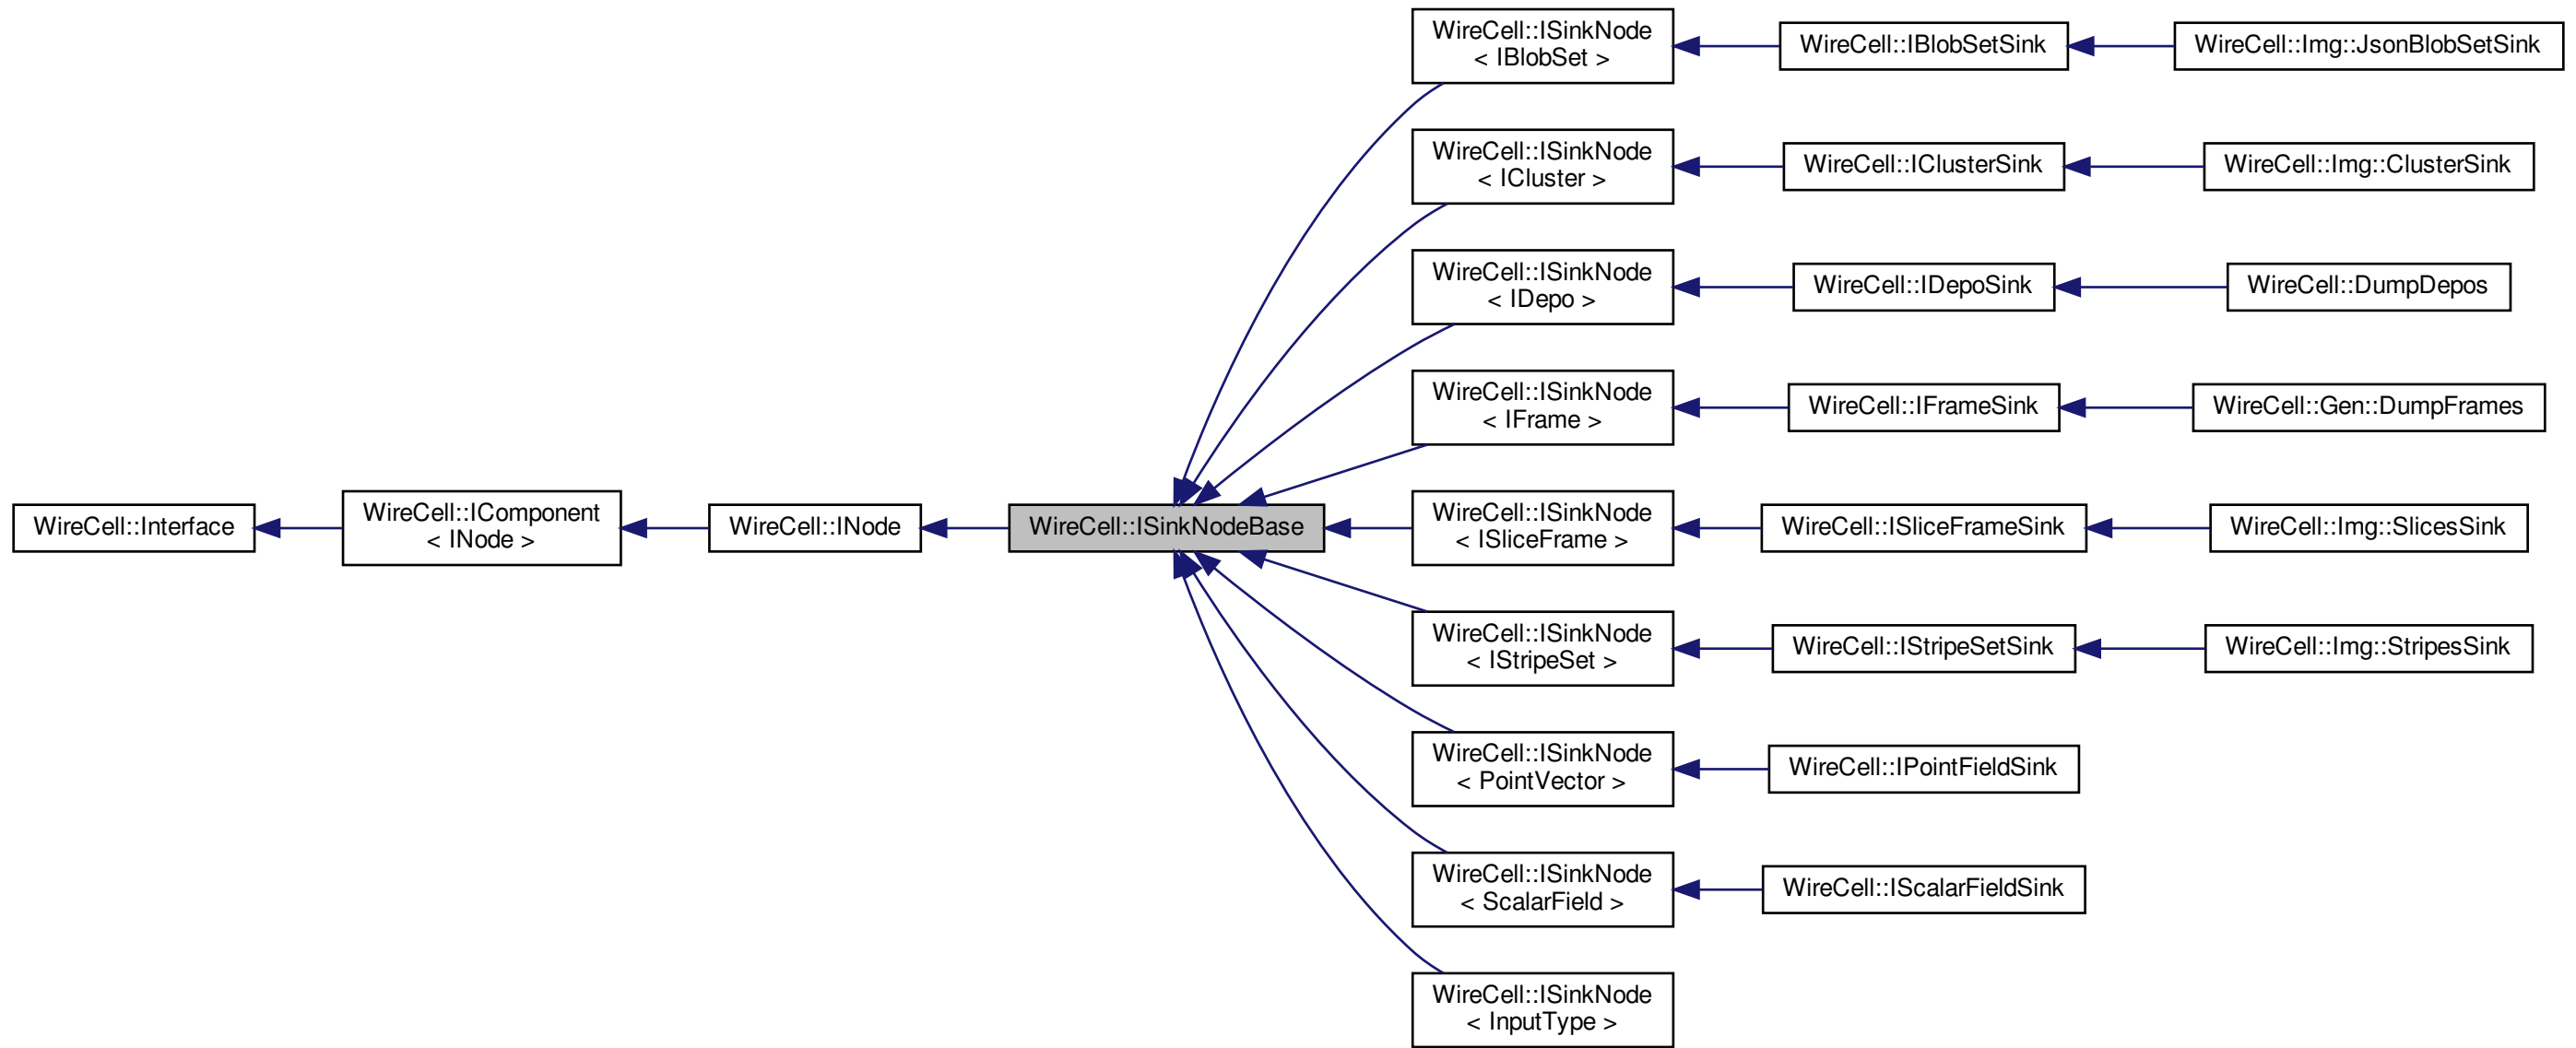 WireCell::Interface
WireCell::IComponent
< INode >
WireCell::INode
WireCell::ISinkNodeBase
WireCell::ISinkNode
< IBlobSet >
WireCell::IBlobSetSink
WireCell::Img::JsonBlobSetSink
WireCell::ISinkNode
< ICluster >
WireCell::IClusterSink
WireCell::Img::ClusterSink
WireCell::ISinkNode
< IDepo >
WireCell::IDepoSink
WireCell::DumpDepos
WireCell::ISinkNode
< IFrame >
WireCell::IFrameSink
WireCell::Gen::DumpFrames
WireCell::ISinkNode
< ISliceFrame >
WireCell::ISliceFrameSink
WireCell::Img::SlicesSink
WireCell::ISinkNode
< IStripeSet >
WireCell::IStripeSetSink
WireCell::Img::StripesSink
WireCell::ISinkNode
< PointVector >
WireCell::IPointFieldSink
WireCell::ISinkNode
< ScalarField >
WireCell::IScalarFieldSink
WireCell::ISinkNode
< InputType >